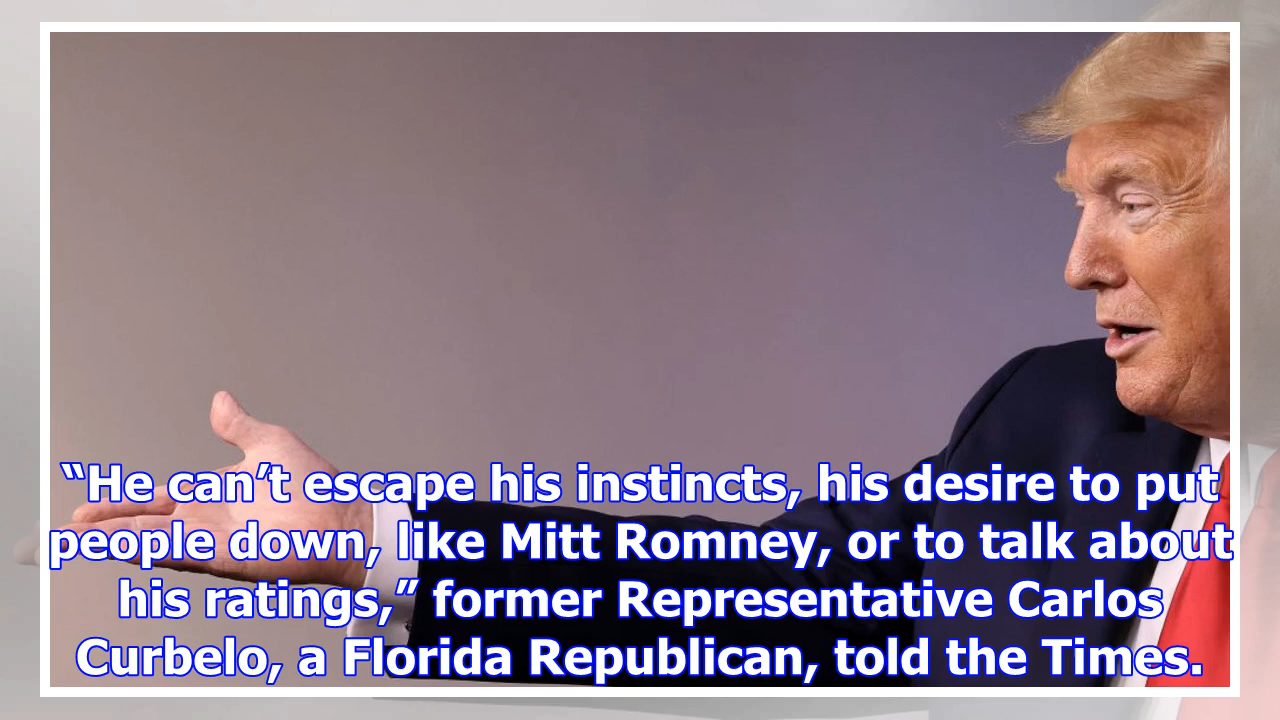 “He can’t escape his instincts, his desire to put
people down, like Mitt Romney, or to talk about
his ratings,” former Representative Carlos
Curbelo, a Florida Republican, told the Times.